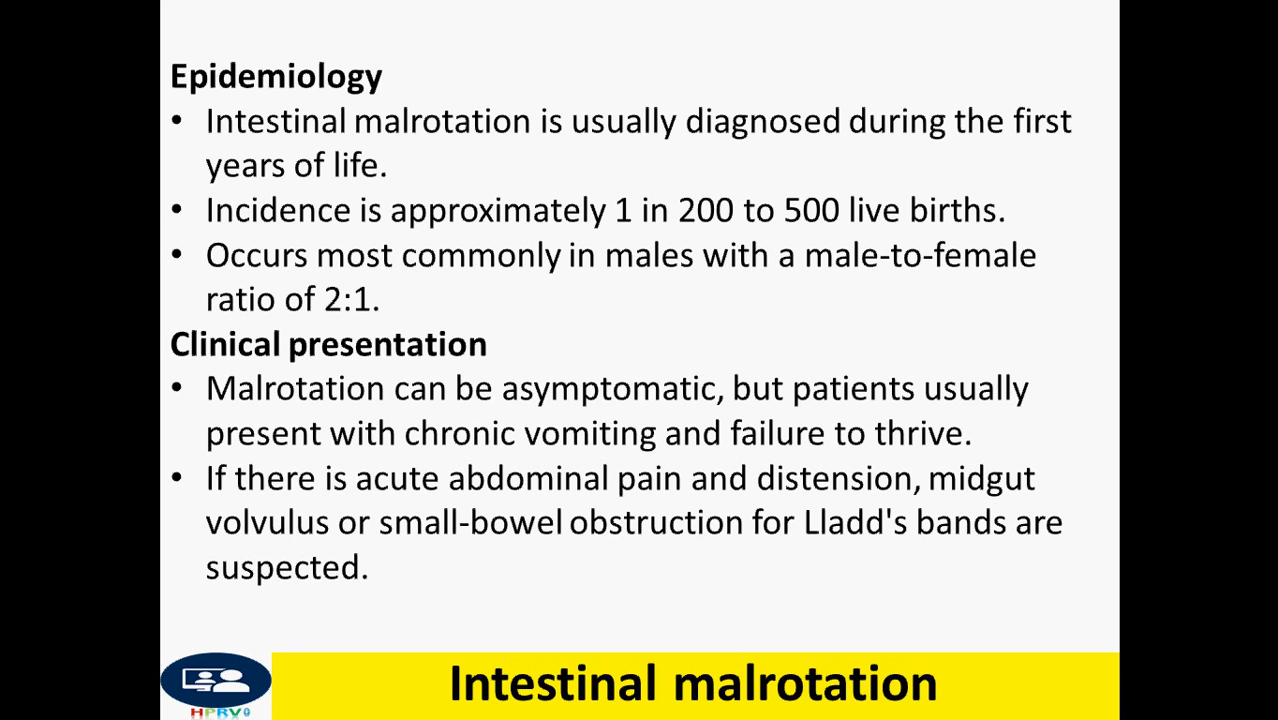 Epidemiology
• Intestinal malrotation is usually diagnosed during the first
years of life.
• Incidence is approximately 1 in 200 to 500 live births.
• Occurs most commonly in males with a male-to-female
ratio of 2:1.
Clinical presentation
• Malrotation can be asymptomatic, but patients usually
present with chronic vomiting and failure to thrive.
• If there is acute abdominal pain and distension, midgut
volvulus or small-bowel obstruction for Lladd's bands are
suspected.
Intestinal malrotation